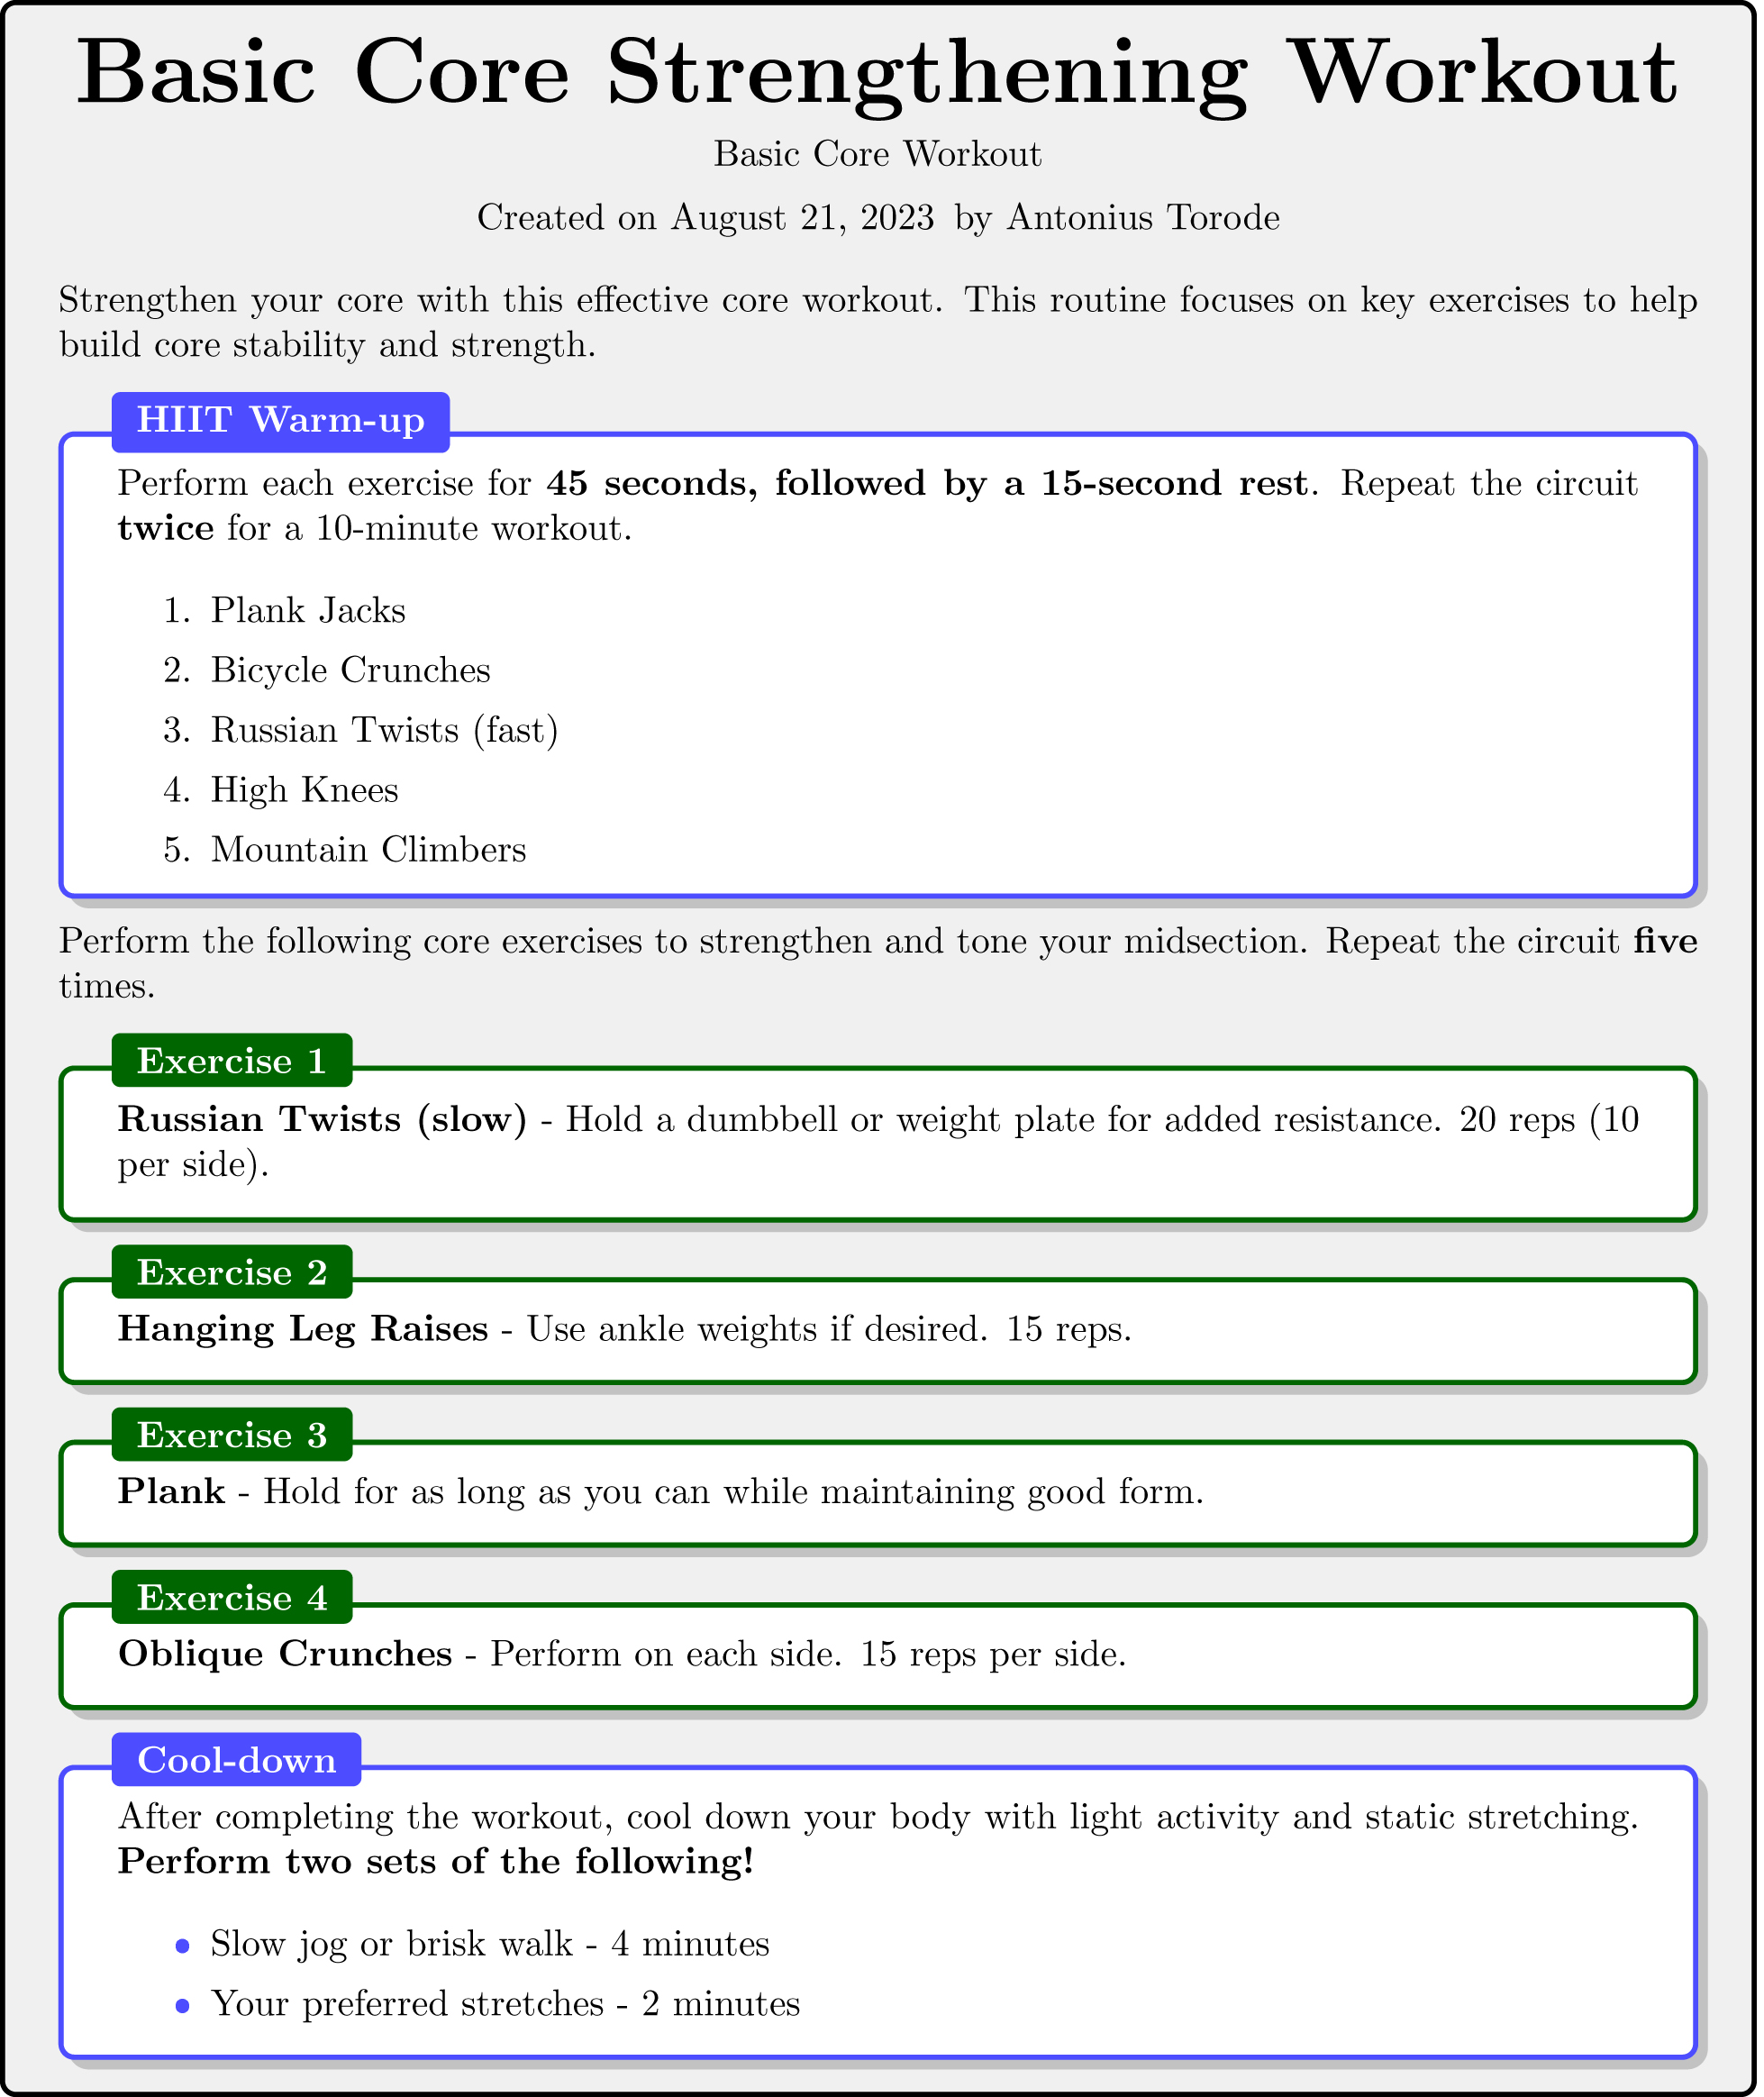 Basic Core Strengthening Workout
Basic Core Workout
Created on August 21, 2023 by Antonius Torode
Strengthen your core with this effective core workout. This routine focuses on key exercises to help
build core stability and strength.
HIIT Warm-up
Perform each exercise for 45 seconds, followed by a 15-second rest. Repeat the circuit
twice for a 10-minute workout.
1. Plank Jacks
2. Bicycle Crunches
3. Russian Twists (fast)
4. High Knees
5. Mountain Climbers
Perform the following core exercises to strengthen and tone your midsection. Repeat the circuit five
times.
Exercise 1
Russian Twists (slow) - Hold a dumbbell or weight plate for added resistance. 20 reps (10
per side).
Exercise 2
Hanging Leg Raises - Use ankle weights if desired. 15 reps.
Exercise 3
Plank - Hold for as long as you can while maintaining good form.
Exercise 4
Oblique Crunches - Perform on each side. 15 reps per side.
Cool-down
After completing the workout, cool down your body with light activity and static stretching.
Perform two sets of the following!
• Slow jog or brisk walk - 4 minutes
• Your preferred stretches - 2 minutes